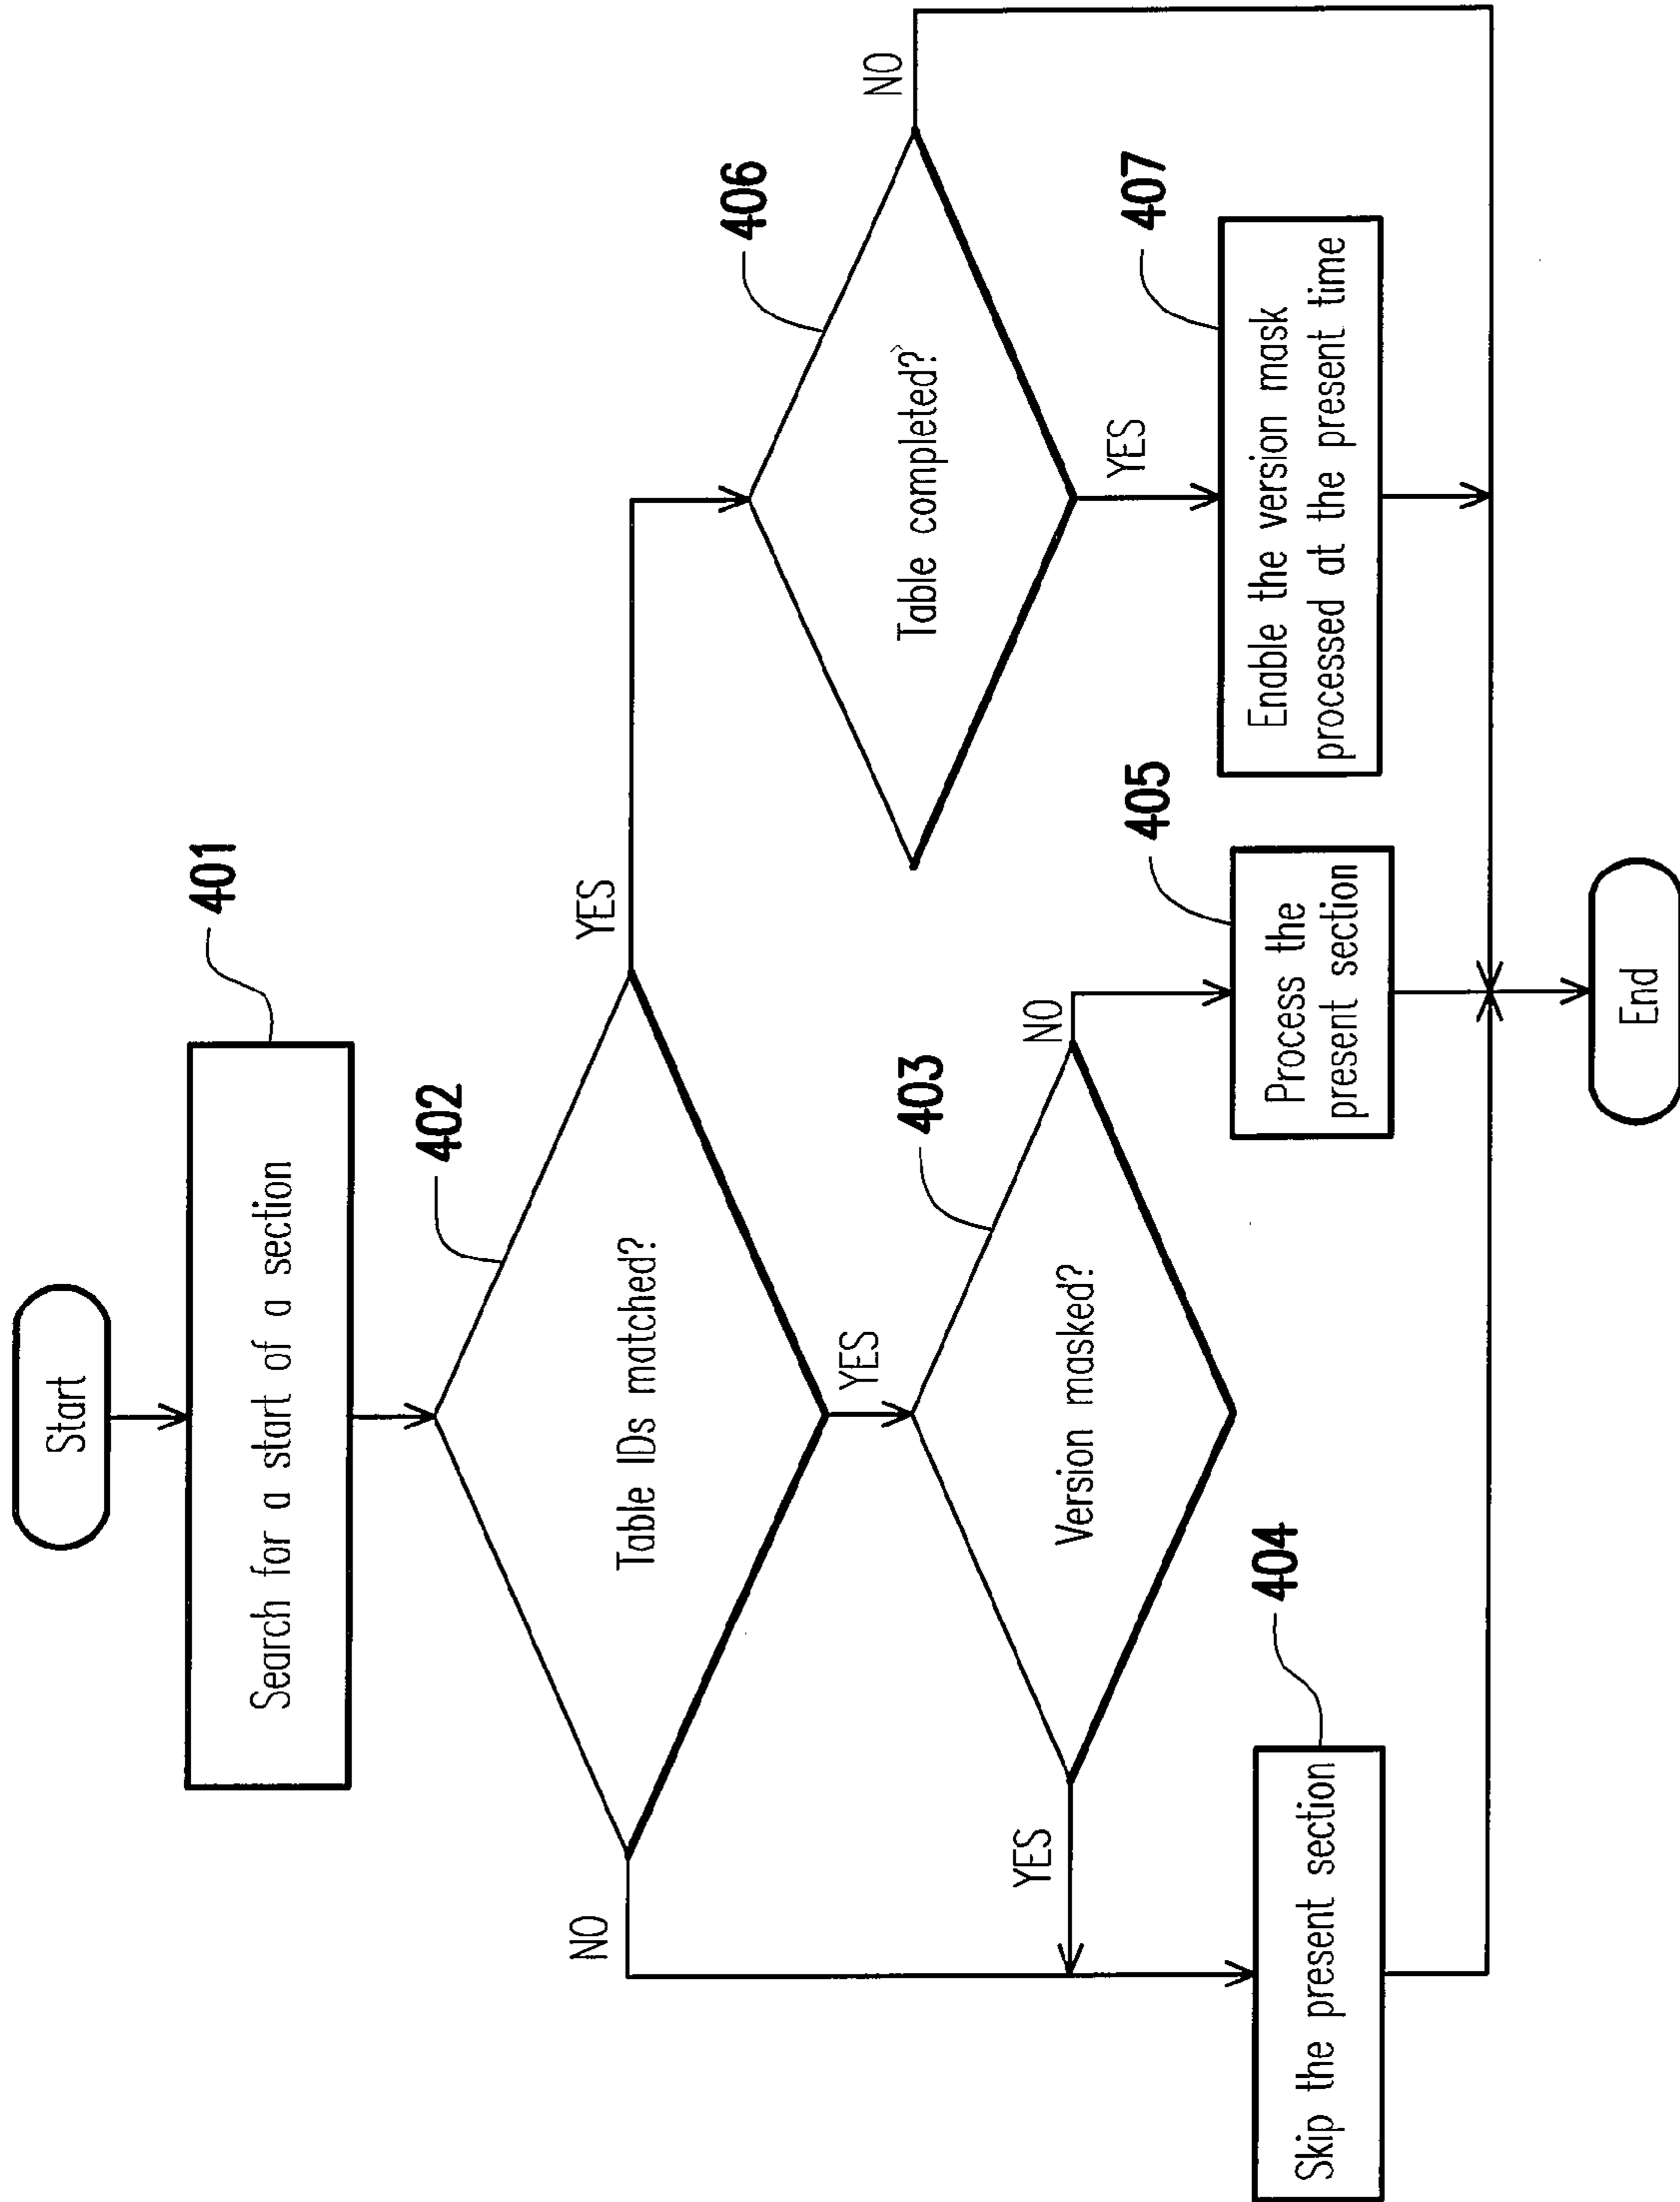 Start
401
Search for a start of a section
402
Table IDs matched?
NO
YES
YES
403
Version masked?
YES
NO
404
Skip the present section
405
Process the
present section
406
Table completed?
NO
YES
407
Enable the version mask
processed at the present time
End